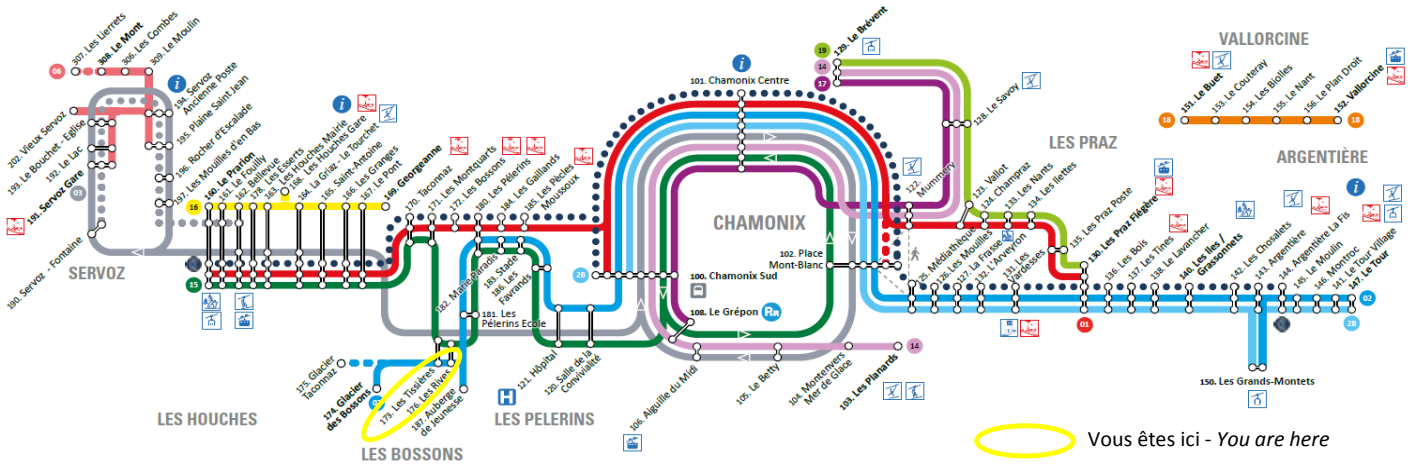 307. Les Lierrets
308. Le Mont
306. Les Combes
309. Le Moulin
06
194. Servoz
Ancienne Poste
195. Plaine Saint-Jean
196. Rocher d'Escalade
197. Les Mouilles d'en Bas
202. Vieux Servoz
193. Le Bouchet - Eglise
192. Le Lac
191. Servoz Gare
03
190. Servoz - Fontaine
SERVOZ
160. Le Prarion
161. Le Fouilly
162. Bellevue
178. Les Esserts
163. Les Houches Mairie
168. Les Houches Gare
164. La Griaz - Le Tourchet
165. Saint-Antoine
166. Les Granges
167. Le Pont
169. Georgeanne
16
15
LES HOUCHES
170. Taconnaz
171. Les Montquarts
172. Les Bossons
180. Les Pélerins
184. Les Gaillands
185. Les Pècles
Moussoux
182. Marie Paradis
183. Stade
186. Les
Favrands
181. Les
Pélerins Ecole
175. Glacier
Taconnaz
174. Glacier
des Bossons
173. Les Tissières
176. Les Rives
187. Auberge
de Jeunesse
LES BOSSONS
H
121. Hôpital
120. Salle de la
Convivialité
LES PELERINS
2B
101. Chamonix Centre
CHAMONIX
100. Chamonix Sud
108. Le Grépon
P+R
102. Place
Mont-Blanc
106. Aiguille du Midi
105. Le Betty
104. Montenvers
Mer de Glace
103. Les Planards
14
19
14
17
129. Le Brévent
128. Le Savoy
122.
Mummery
123. Vallot
124. Champraz
133. Les Nants
134. Les Ilettes
LES PRAZ
135. Les Praz Poste
130. Les Praz Flégère
125. Médiathèque
126. Les Mouilles
127. La Frasse
132. L'Arveyron
131. Les
Vardesses
01
136. Les Bois
137. Les Tines
138. Le Lavancher
140. Les Iles /
Grassonnets
142. Les Chosalets
143. Argentière
144. Argentière La Fis
145. Le Moulin
146. Montroc
141. Le Tour Village
147. Le Tour
02
2B
150. Les Grands-Montets
ARGENTIÈRE
VALLORCINE
151. Le Buet
153. Le Couteray
154. Les Biolles
155. Le Nant
156. Le Plan Droit
152. Vallorcine
18
18
Vous êtes ici - You are here